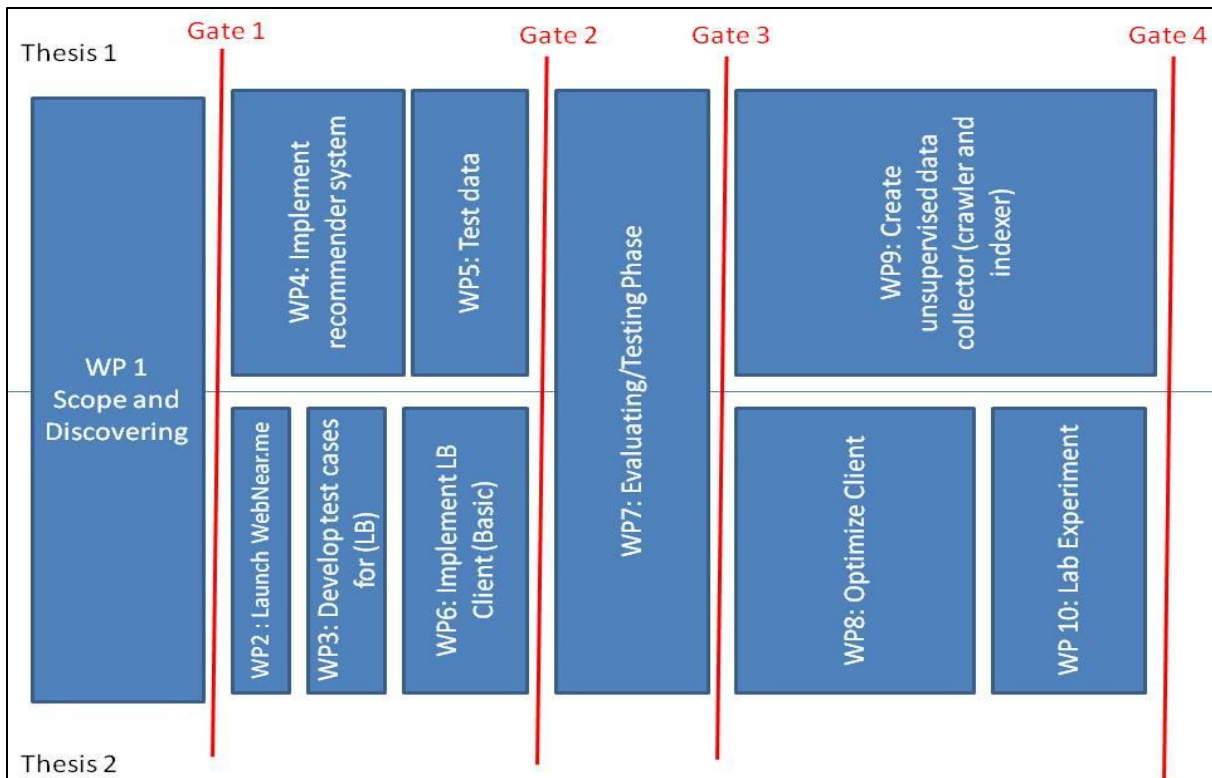 Gate 1
Gate 2
Gate 3
Gate 4
Thesis 1
WP 1
Scope and
Discovering
WP4: Implement
recommender system
WP5: Test data
WP7: Evaluating/Testing Phase
WP9: Create
unsupervised data
collector (crawler and
indexer)
WP2 : Launch WebNear.me
WP3: Develop test cases
for (LB)
WP6: Implement LB
Client (Basic)
WP8: Optimize Client
WP 10: Lab Experiment
Thesis 2